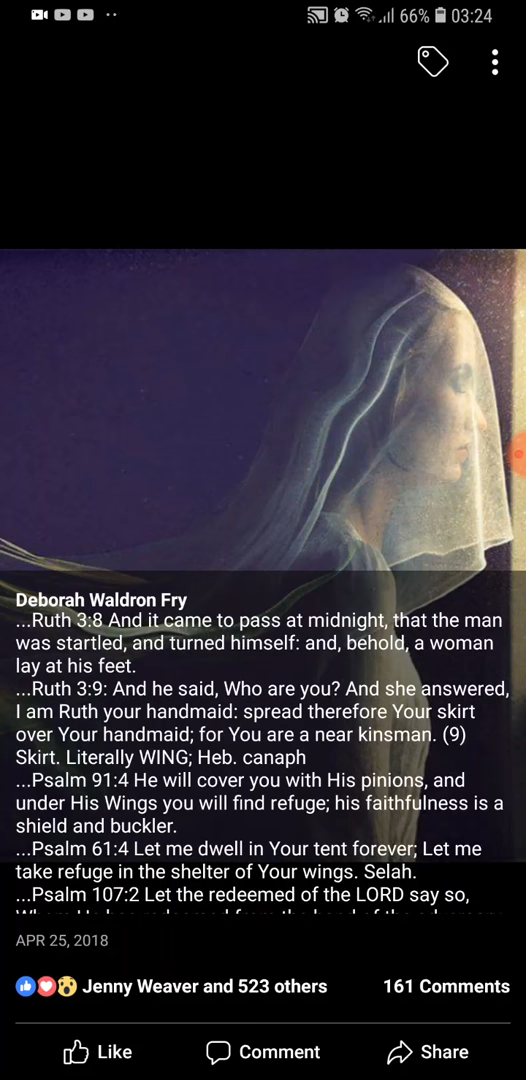 66% 03:24
Deborah Waldron Fry
...Ruth 3:8 And it came to pass at midnight, that the man
was startled, and turned himself: and, behold, a woman
lay at his feet.
...Ruth 3:9: And he said, Who are you? And she answered,
I am Ruth your handmaid: spread therefore Your skirt
over Your handmaid; for You are a near kinsman. (9)
Skirt. Literally WING; Heb. canaph
...Psalm 91:4 He will cover you with His pinions, and
under His Wings you will find refuge; his faithfulness is a
shield and buckler.
...Psalm 61:4 Let me dwell in Your tent forever; Let me
take refuge in the shelter of Your wings. Selah.
...Psalm 107:2 Let the redeemed of the LORD say so,
APR 25, 2018
Jenny Weaver and 523 others 161 Comments
Like Comment Share